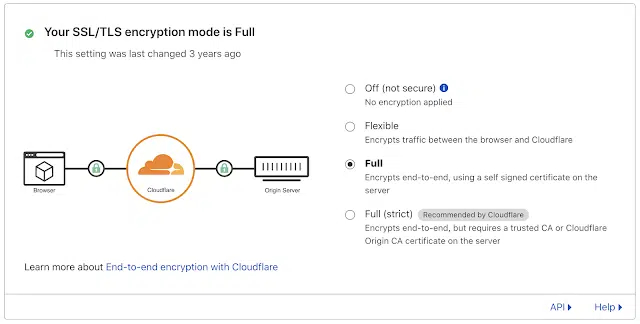 Your SSL/TLS encryption mode is Full
This setting was last changed 3 years ago
Browser
Cloudflare
Origin Server
Off (not secure)
No encryption applied
Flexible
Encrypts traffic between the browser and Cloudflare
Full
Encrypts end-to-end, using a self signed certificate on the
server
Full (strict) Recommended by Cloudflare
Encrypts end-to-end, but requires a trusted CA or Cloudflare
Origin CA certificate on the server
Learn more about End-to-end encryption with Cloudflare
API Help